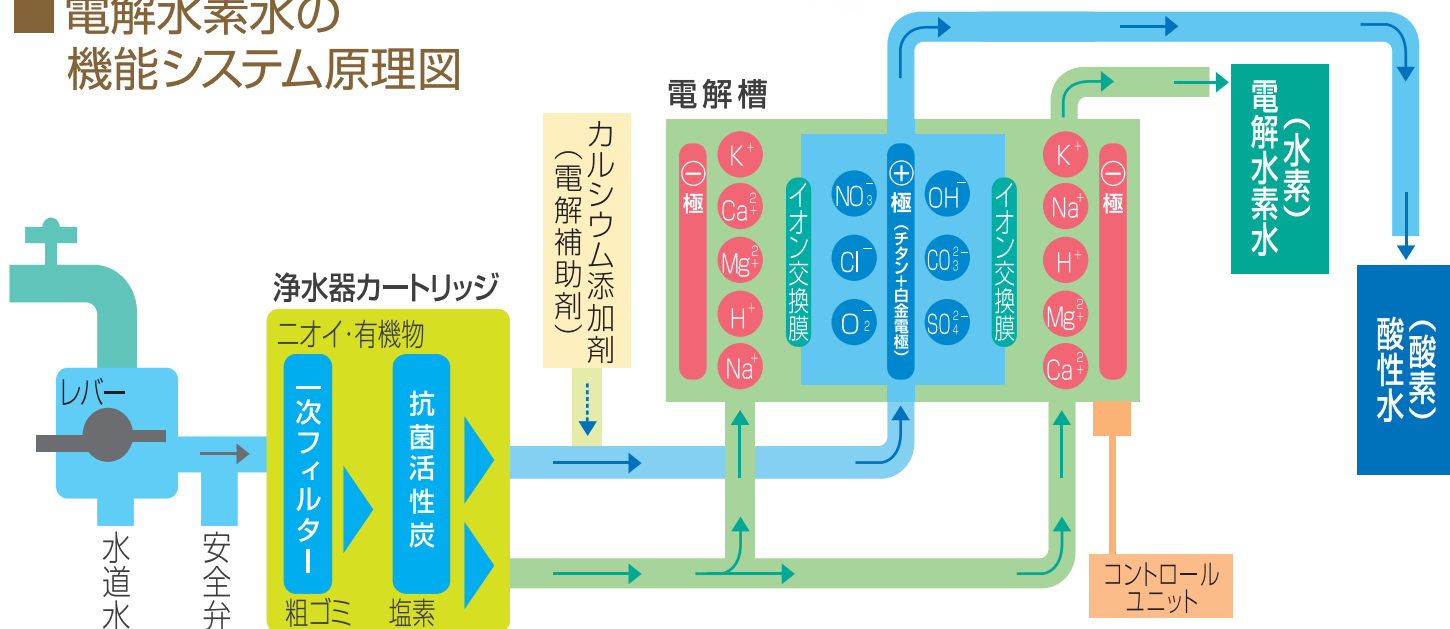 ■電解水素水の
機能システム原理図
レバー
水道水
安全弁
浄水器カートリッジ
ニオイ・有機物
一次フィルター
抗菌活性炭
粗ゴミ
塩素
カルシウム添加剤
（電解補助剤）
電解槽
⊖極
K+
Ca2+
Mg2+
H+
Na+
イオン交換膜
NO3-
Cl-
O2-
⊕極（チタン+白金電極）
OH-
CO32-
SO42-
イオン交換膜
K+
Na+
H+
Mg2+
Ca2+
⊖極
コントロール
ユニット
（水素）
電解水素水
（酸素）
酸性水